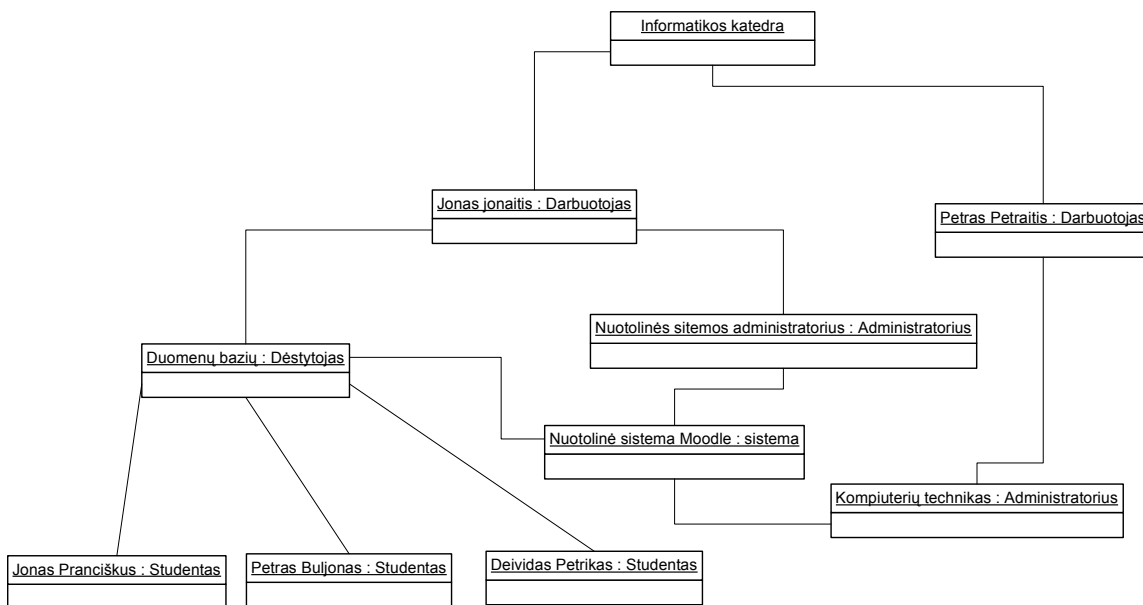 Informatikos katedra
Jonas jonaitis : Darbuotojas
Petras Petraitis : Darbuotojas
Nuotolinės sitemos administratorius : Administratorius
Duomenų bazių : Dėstytojas
Nuotolinė sistema Moodle : sistema
Kompiuterių technikas : Administratorius
Jonas Pranciškus : Studentas
Petras Buljonas : Studentas
Deividas Petrikas : Studentas